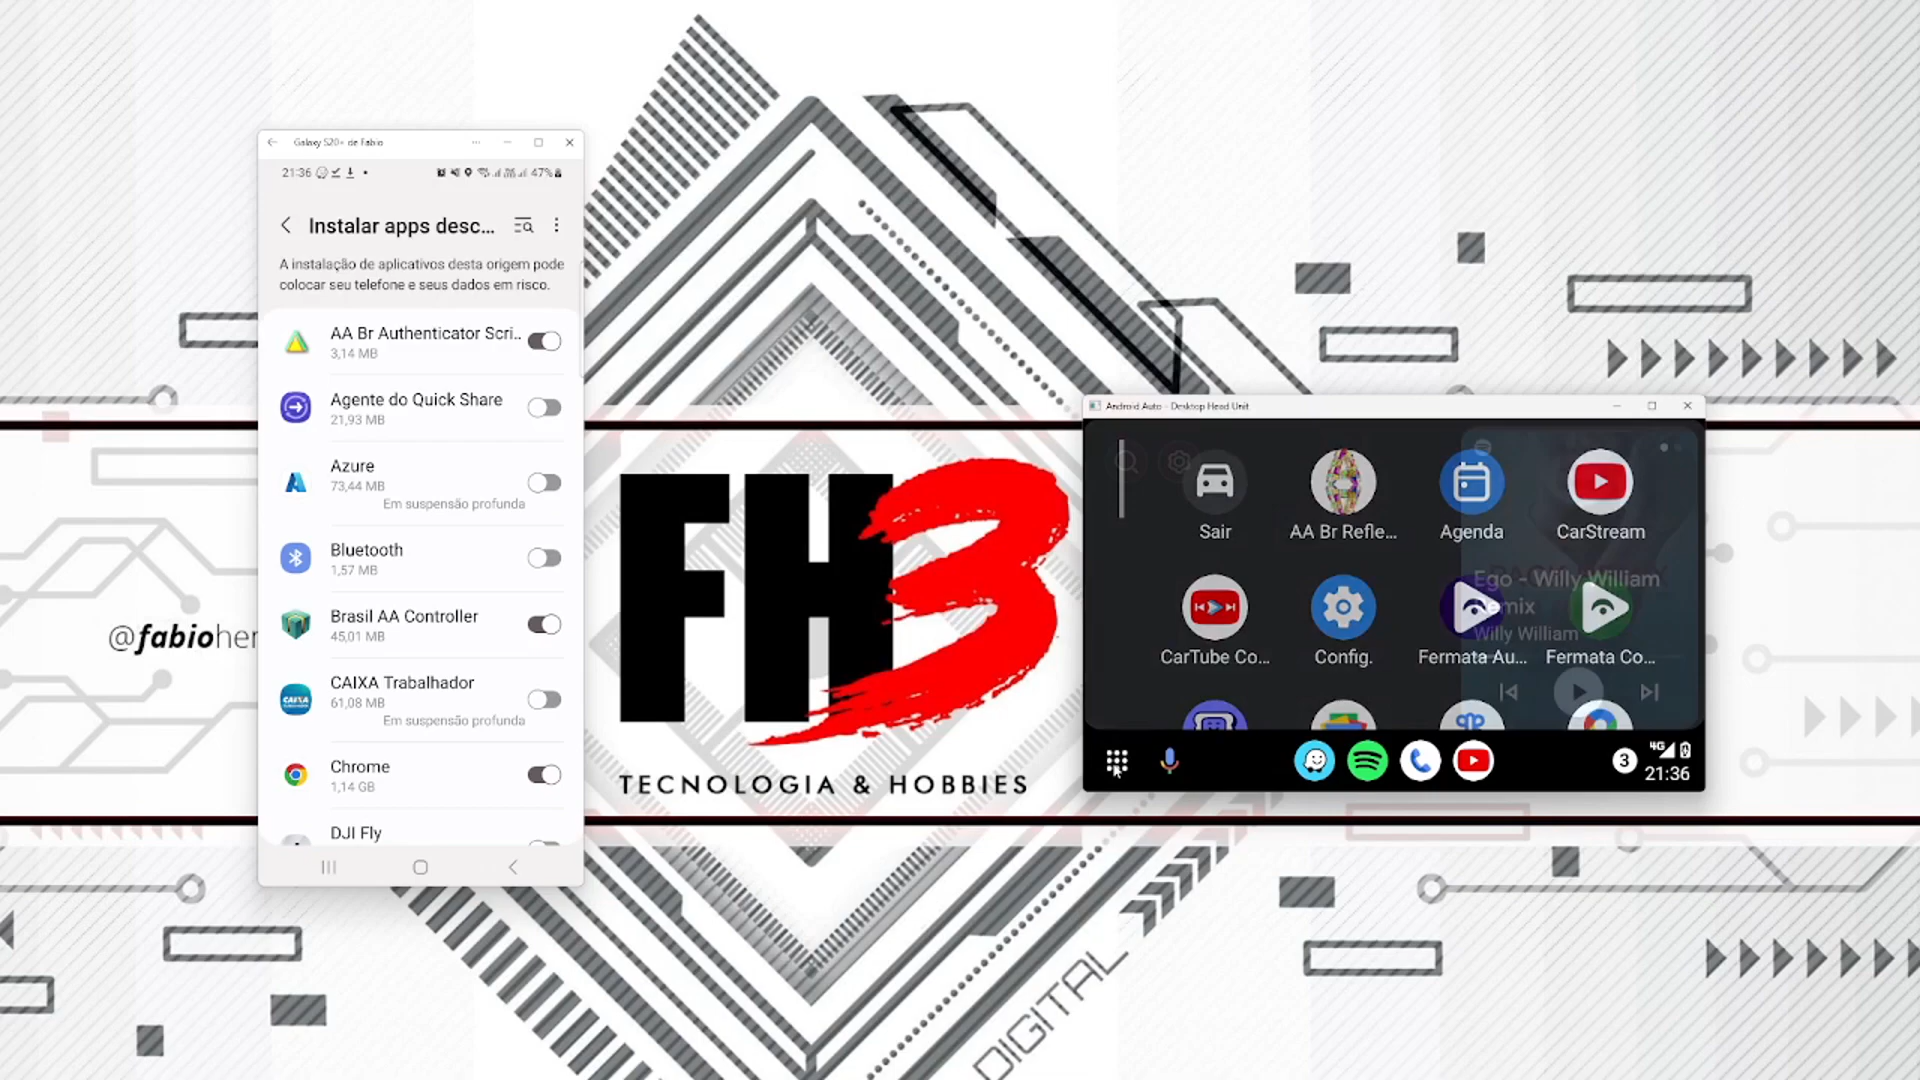 Galaxy S20+ de Fabio
21:36
47%
Instalar apps desc...
A instalação de aplicativos desta origem pode
colocar seu telefone e seus dados em risco.
AA Br Authenticator Scri..
3,14 MB
Agente do Quick Share
21,93 MB
Azure
73,44 MB
Em suspensão profunda
Bluetooth
1,57 MB
Brasil AA Controller
45,01 MB
CAIXA
CAIXA Trabalhador
61,08 MB
Em suspensão profunda
Chrome
1,14 GB
DJI Fly
@fabioher
FH3
TECNOLOGIA & HOBBIES
DIGITAL
Android Auto - Desktop Head Unit
Sair
AA Br Refle...
Agenda
CarStream
Ego - Willy William
Remix
Willy William
CarTube Co...
Config.
Fermata Au...
Fermata Co...
3
4G
21:36